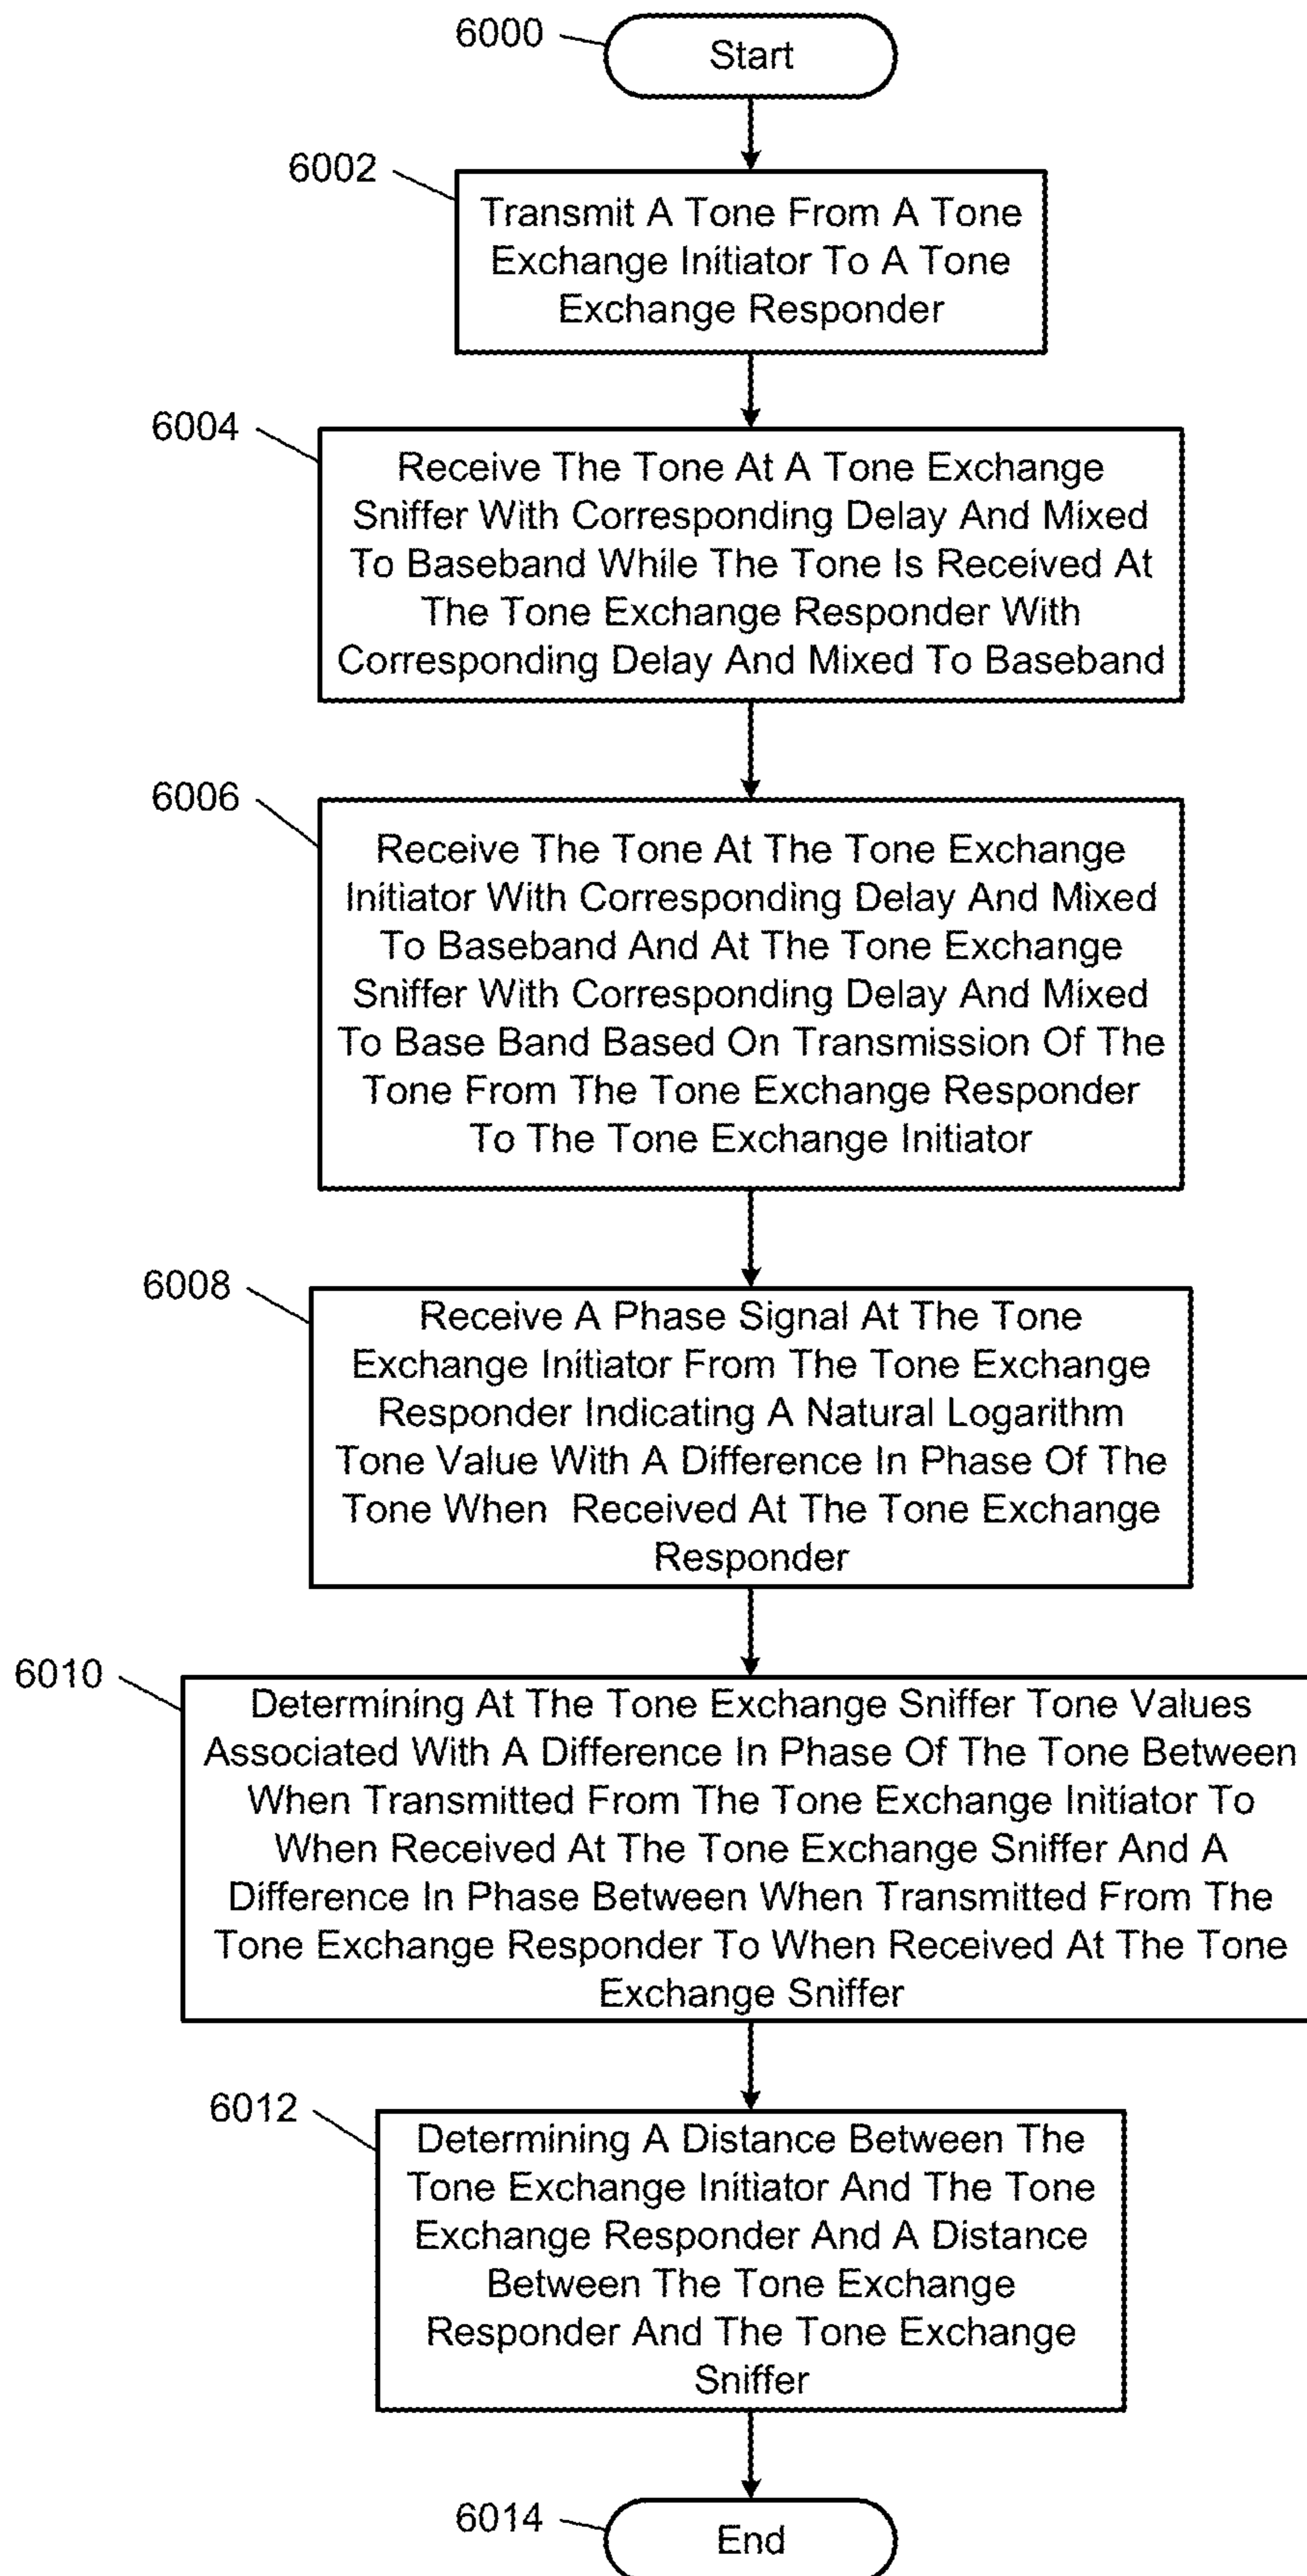 6000
Start
6002
Transmit A Tone From A Tone
Exchange Initiator To A Tone
Exchange Responder
6004
Receive The Tone At A Tone Exchange
Sniffer With Corresponding Delay And Mixed
To Baseband While The Tone Is Received At
The Tone Exchange Responder With
Corresponding Delay And Mixed To Baseband
6006
Receive The Tone At The Tone Exchange
Initiator With Corresponding Delay And Mixed
To Baseband And At The Tone Exchange
Sniffer With Corresponding Delay And Mixed
To Base Band Based On Transmission Of The
Tone From The Tone Exchange Responder
To The Tone Exchange Initiator
6008
Receive A Phase Signal At The Tone
Exchange Initiator From The Tone Exchange
Responder Indicating A Natural Logarithm
Tone Value With A Difference In Phase Of The
Tone When Received At The Tone Exchange
Responder
6010
Determining At The Tone Exchange Sniffer Tone Values
Associated With A Difference In Phase Of The Tone Between
When Transmitted From The Tone Exchange Initiator To
When Received At The Tone Exchange Sniffer And A
Difference In Phase Between When Transmitted From The
Tone Exchange Responder To When Received At The Tone
Exchange Sniffer
6012
Determining A Distance Between The
Tone Exchange Initiator And The Tone
Exchange Responder And A Distance
Between The Tone Exchange
Responder And The Tone Exchange
Sniffer
6014
End